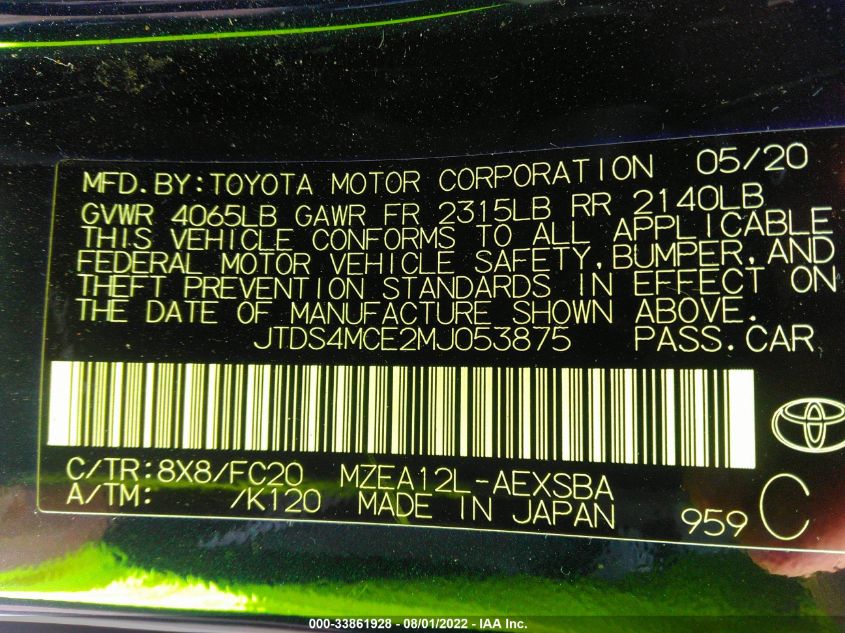 MFD.BY:TOYOTA MOTOR CORPORATION 05/20
GVWR 4065LB GAWR FR 2315LB RR 2140LB
THIS VEHICLE CONFORMS TO ALL APPLICABLE
FEDERAL MOTOR VEHICLE SAFETY,BUMPER,AND
THEFT PREVENTION STANDARDS IN EFFECT ON
THE DATE OF MANUFACTURE SHOWN ABOVE.
JTDS4MCE2MJ053875 PASS.CAR
C/TR:8X8/FC20 MZEA12L-AEXSBA
A/TM: /K120 MADE IN JAPAN 959 C
000-33861928 - 08/01/2022 - IAA Inc.